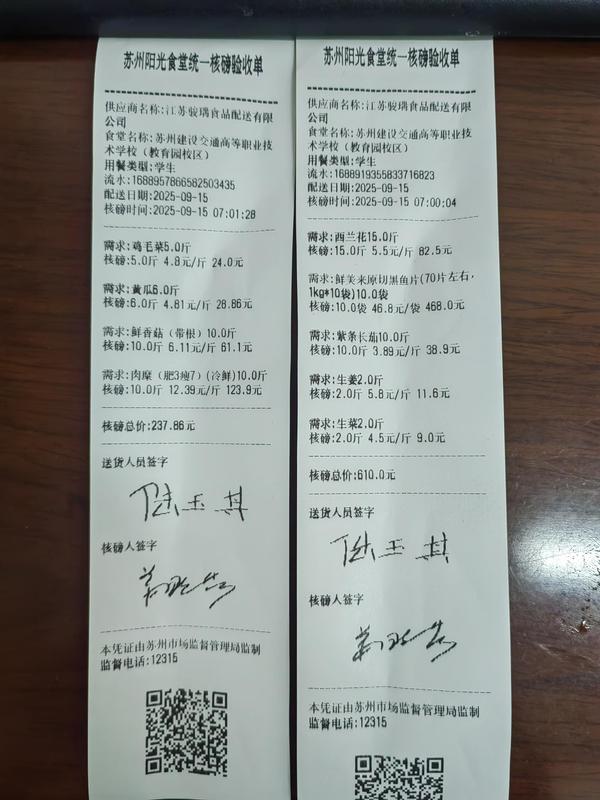 苏州阳光食堂统一核磅验收单
供应商名称:江苏骏瑀食品配送有限
公司
食堂名称:苏州建设交通高等职业技
术学校（教育园校区）
用餐类型:学生
流水:1688957866582503435
配送日期:2025-09-15
核磅时间:2025-09-15 07:01:28
需求:鸡毛菜5.0斤
核磅:5.0斤 4.8元/斤 24.0元
需求:黄瓜6.0斤
核磅:6.0斤 4.81元/斤 28.86元
需求:鲜香菇（带根）10.0斤
核磅:10.0斤 6.11元/斤 61.1元
需求:肉糜（肥3瘦7）(冷鲜)10.0斤
核磅:10.0斤 12.39元/斤 123.9元
核磅总价:237.86元
送货人员签字
核磅人签字
本凭证由苏州市场监督管理局监制
监督电话:12315
苏州阳光食堂统一核磅验收单
供应商名称:江苏骏瑀食品配送有限
公司
食堂名称:苏州建设交通高等职业技
术学校（教育园校区）
用餐类型:学生
流水:1688919355833716823
配送日期:2025-09-15
核磅时间:2025-09-15 07:00:04
需求:西兰花15.0斤
核磅:15.0斤 5.5元/斤 82.5元
需求:鲜美来原切黑鱼片(70片左右,
1kg*10袋)10.0袋
核磅:10.0袋 46.8元/袋 468.0元
需求:紫条长茄10.0斤
核磅:10.0斤 3.89元/斤 38.9元
需求:生姜2.0斤
核磅:2.0斤 5.8元/斤 11.6元
需求:生菜2.0斤
核磅:2.0斤 4.5元/斤 9.0元
核磅总价:610.0元
送货人员签字
核磅人签字
本凭证由苏州市场监督管理局监制
监督电话:12315